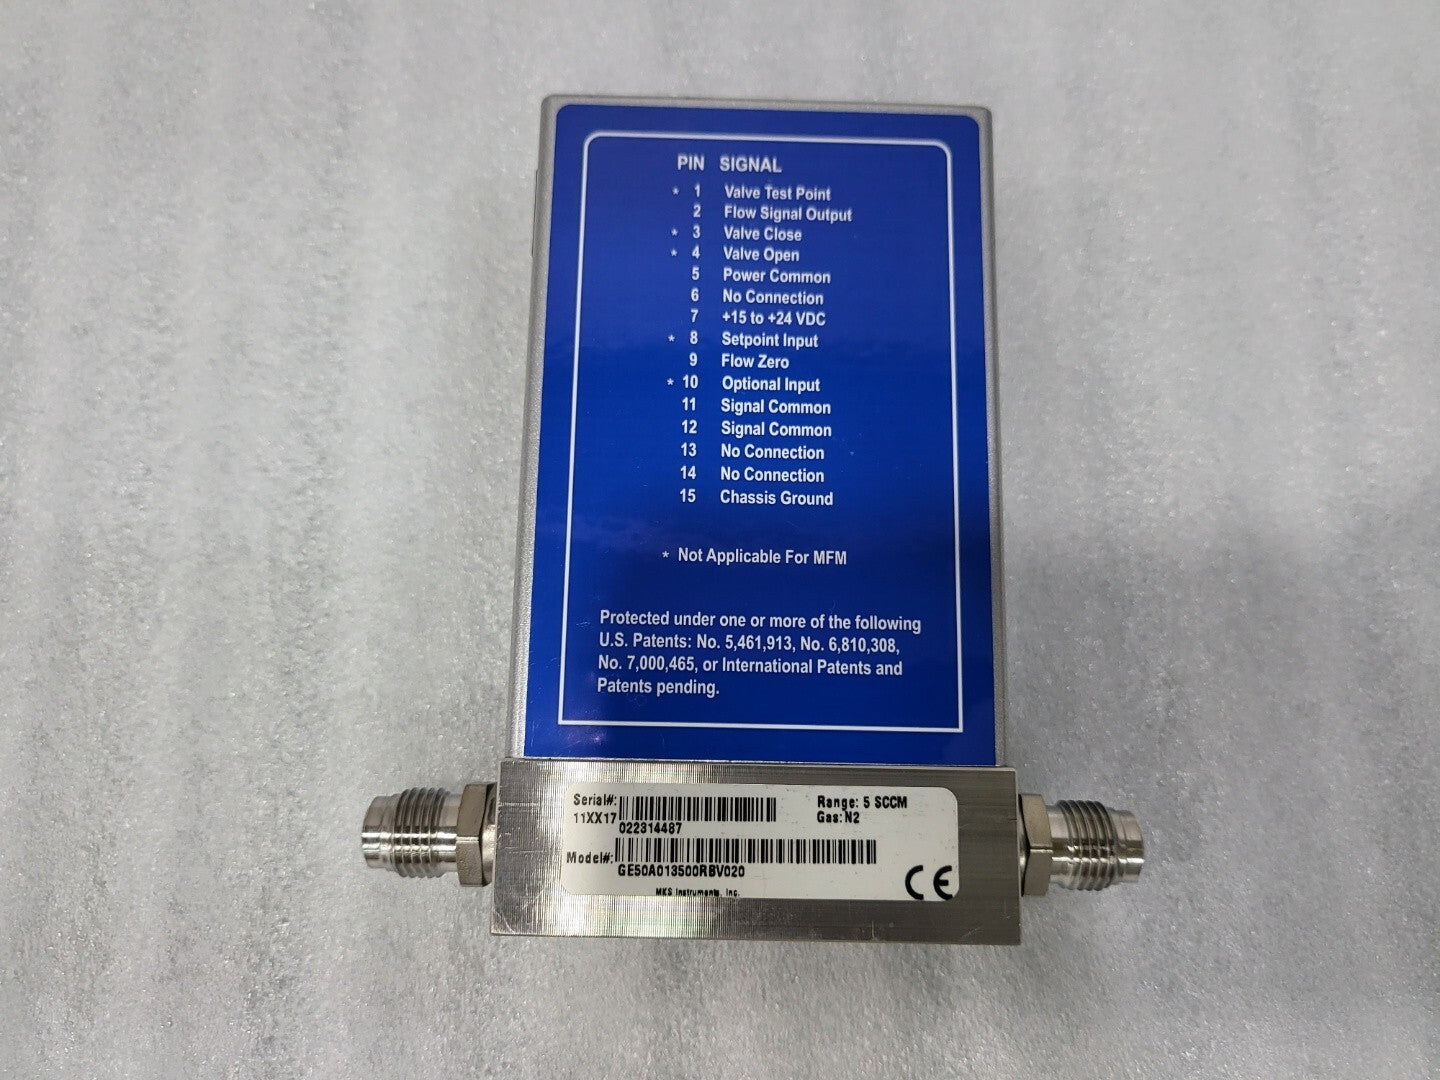 PIN SIGNAL
* 1 Valve Test Point
2 Flow Signal Output
* 3 Valve Close
* 4 Valve Open
5 Power Common
6 No Connection
7 +15 to +24 VDC
* 8 Setpoint Input
9 Flow Zero
* 10 Optional Input
11 Signal Common
12 Signal Common
13 No Connection
14 No Connection
15 Chassis Ground
* Not Applicable For MFM
Protected under one or more of the following
U.S. Patents: No. 5,461,913, No. 6,810,308,
No. 7,000,465, or International Patents and
Patents pending.
Serial#:
11XX17
022314487
Range: 5 SCCM
Gas: N2
Model#:
GE50A013500RBV020
MKS Instruments, Inc.
CE